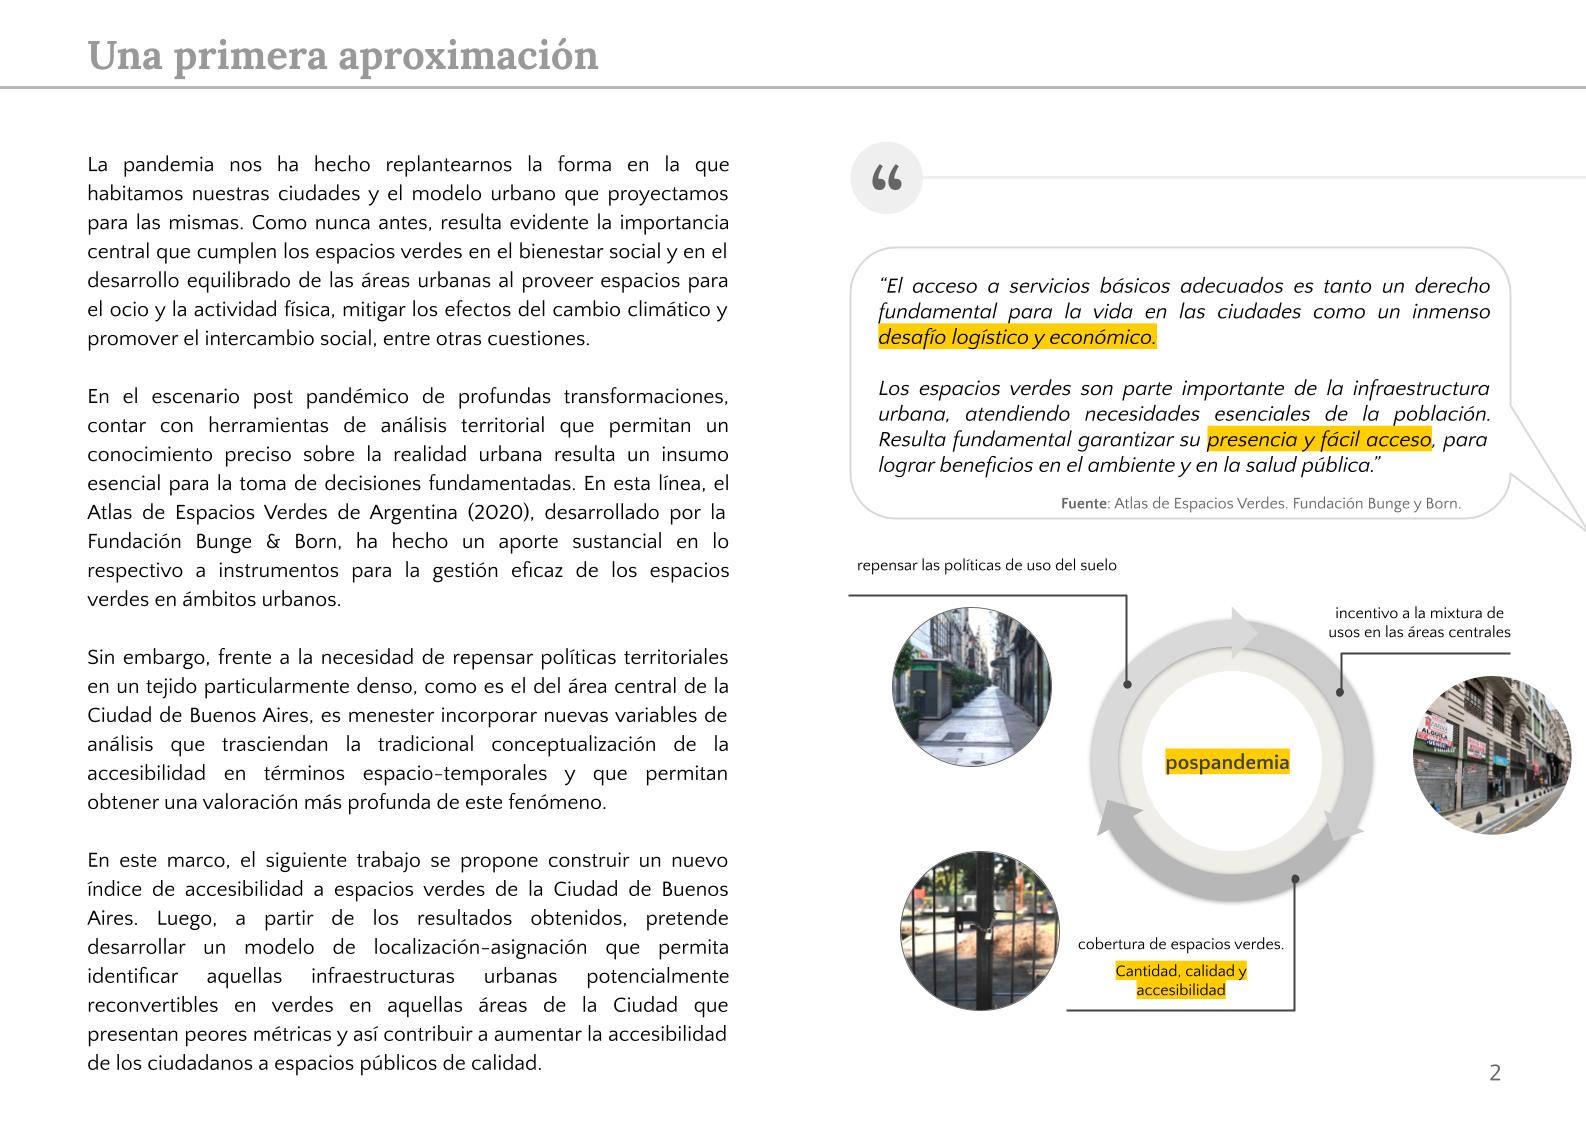 Una primera aproximación
La pandemia nos ha hecho replantearnos la forma en la que
habitamos nuestras ciudades y el modelo urbano que proyectamos
para las mismas. Como nunca antes, resulta evidente la importancia
central que cumplen los espacios verdes en el bienestar social y en el
desarrollo equilibrado de las áreas urbanas al proveer espacios para
el ocio y la actividad física, mitigar los efectos del cambio climático y
promover el intercambio social, entre otras cuestiones.
En el escenario post pandémico de profundas transformaciones,
contar con herramientas de análisis territorial que permitan un
conocimiento preciso sobre la realidad urbana resulta un insumo
esencial para la toma de decisiones fundamentadas. En esta línea, el
Atlas de Espacios Verdes de Argentina (2020), desarrollado por la
Fundación Bunge & Born, ha hecho un aporte sustancial en lo
respectivo a instrumentos para la gestión eficaz de los espacios
verdes en ámbitos urbanos.
Sin embargo, frente a la necesidad de repensar políticas territoriales
en un tejido particularmente denso, como es el del área central de la
Ciudad de Buenos Aires, es menester incorporar nuevas variables de
análisis que trasciendan la tradicional conceptualización de la
accesibilidad en términos espacio-temporales y que permitan
obtener una valoración más profunda de este fenómeno.
En este marco, el siguiente trabajo se propone construir un nuevo
índice de accesibilidad a espacios verdes de la Ciudad de Buenos
Aires. Luego, a partir de los resultados obtenidos, pretende
desarrollar un modelo de localización-asignación que permita
identificar aquellas infraestructuras urbanas potencialmente
reconvertibles en verdes en aquellas áreas de la Ciudad que
presentan peores métricas y así contribuir a aumentar la accesibilidad
de los ciudadanos a espacios públicos de calidad.
“
“El acceso a servicios básicos adecuados es tanto un derecho
fundamental para la vida en las ciudades como un inmenso
desafío logístico y económico.
Los espacios verdes son parte importante de la infraestructura
urbana, atendiendo necesidades esenciales de la población.
Resulta fundamental garantizar su presencia y fácil acceso, para
lograr beneficios en el ambiente y en la salud pública.”
Fuente: Atlas de Espacios Verdes. Fundación Bunge y Born.
repensar las políticas de uso del suelo
incentivo a la mixtura de
usos en las áreas centrales
ALQUILA
pospandemia
cobertura de espacios verdes.
Cantidad, calidad y
accesibilidad
2